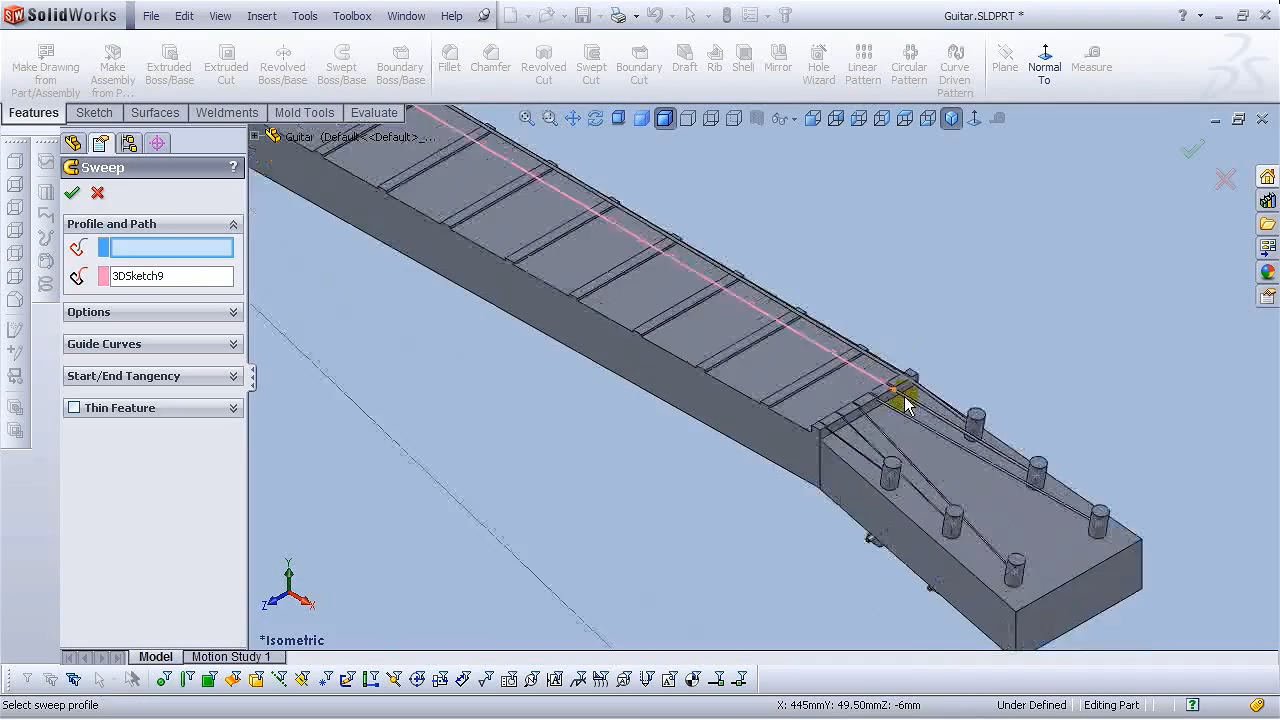 SolidWorks File Edit View Insert Tools Toolbox Window Help Guitar.SLDPRT *
Make Drawing from Part/Assembly
Make Assembly from P...
Extruded Boss/Base
Extruded Cut
Revolved Boss/Base
Swept Boss/Base
Boundary Boss/Base
Fillet
Chamfer
Revolved Cut
Swept Cut
Boundary Cut
Draft
Rib
Shell
Mirror
Hole Wizard
Linear Pattern
Circular Pattern
Curve Driven Pattern
Plane
Normal To
Measure
Features Sketch Surfaces Weldments Mold Tools Evaluate
Guitar (Default<<Default>_...
Sweep ?
Profile and Path
3DSketch9
Options
Guide Curves
Start/End Tangency
Thin Feature
Y
Z X
*Isometric
Model Motion Study 1
Select sweep profile X: 445mmY: 49.50mmZ: -6mm Under Defined Editing Part